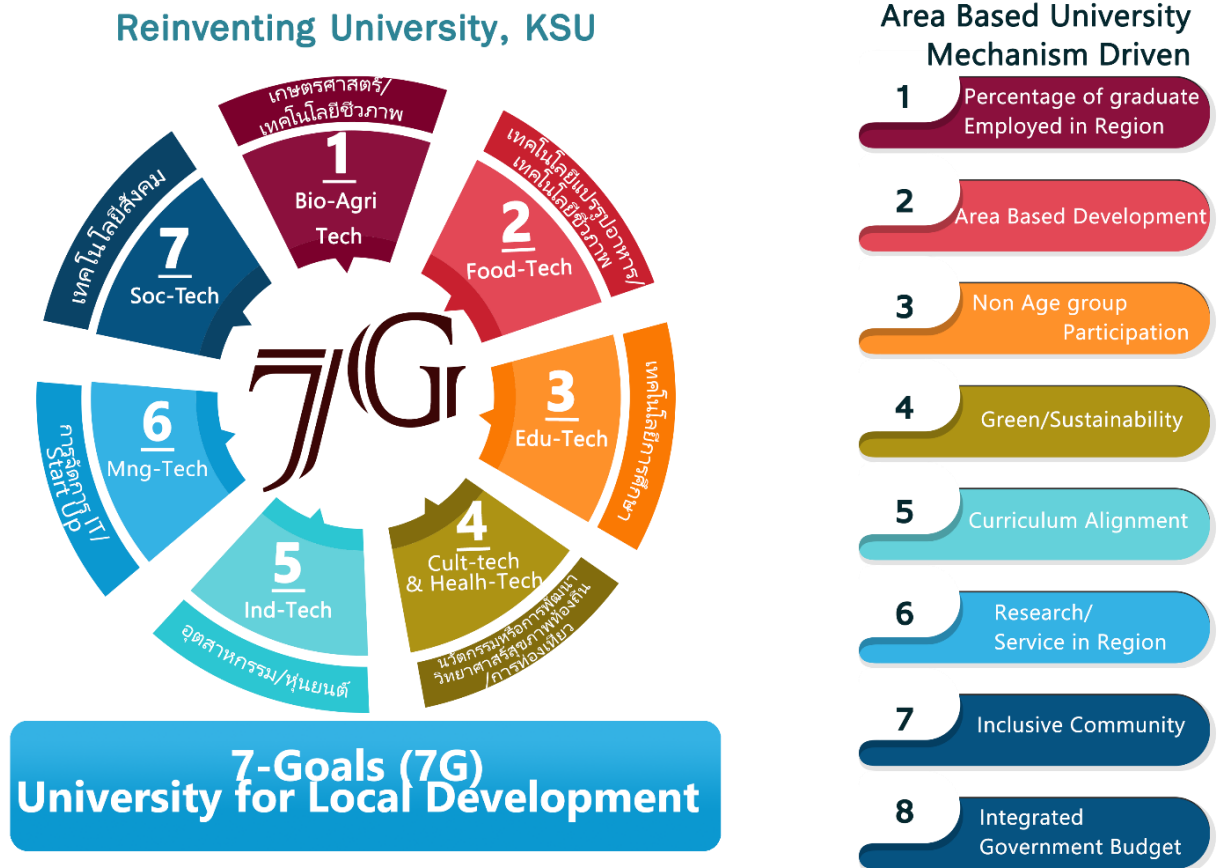 Reinventing University, KSU
เกษตรศาสตร์/
เทคโนโลยีชีวภาพ
1
Bio-Agri
Tech
เทคโนโลยีแปรรูปอาหาร/
เทคโนโลยีชีวภาพ
2
Food-Tech
เทคโนโลยีการศึกษา
3
Edu-Tech
4
Cult-tech
& Healh-Tech
นวัตกรรมหรือการพัฒนา
วิทยาศาสตร์สุขภาพท้องถิ่น
/การท่องเที่ยว
5
Ind-Tech
อุตสาหกรรม/หุ่นยนต์
6
Mng-Tech
การจัดการ IT/
Start Up
7
Soc-Tech
เทคโนโลยีสังคม
7G
7-Goals (7G)
University for Local Development
Area Based University
Mechanism Driven
1
Percentage of graduate
Employed in Region
2
Area Based Development
3
Non Age group
Participation
4
Green/Sustainability
5
Curriculum Alignment
6
Research/
Service in Region
7
Inclusive Community
8
Integrated
Government Budget